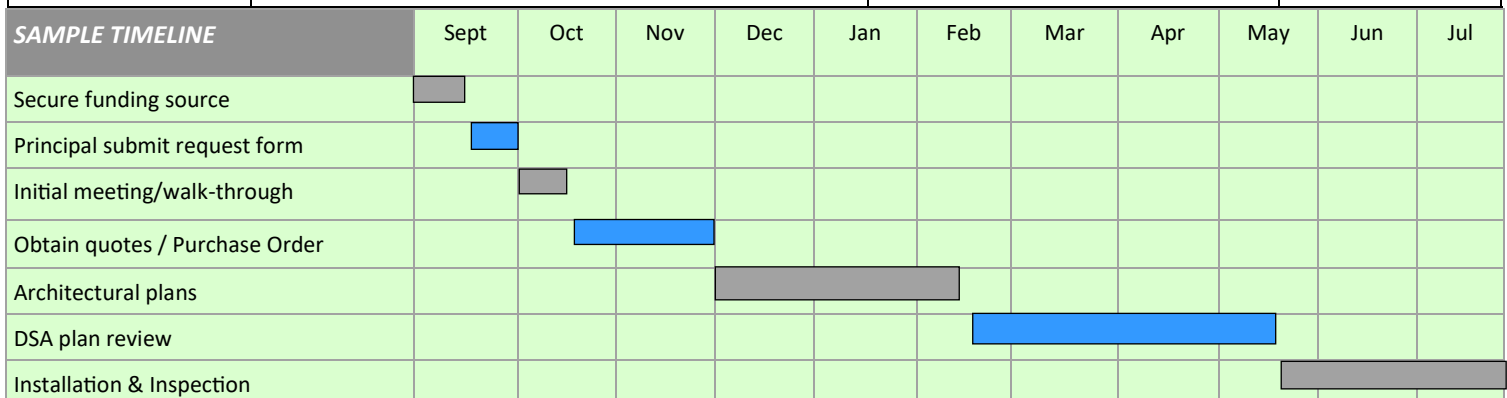 SAMPLE TIMELINE Sept Oct Nov Dec Jan Feb Mar Apr May Jun Jul
Secure funding source
Principal submit request form
Initial meeting/walk-through
Obtain quotes / Purchase Order
Architectural plans
DSA plan review
Installation & Inspection